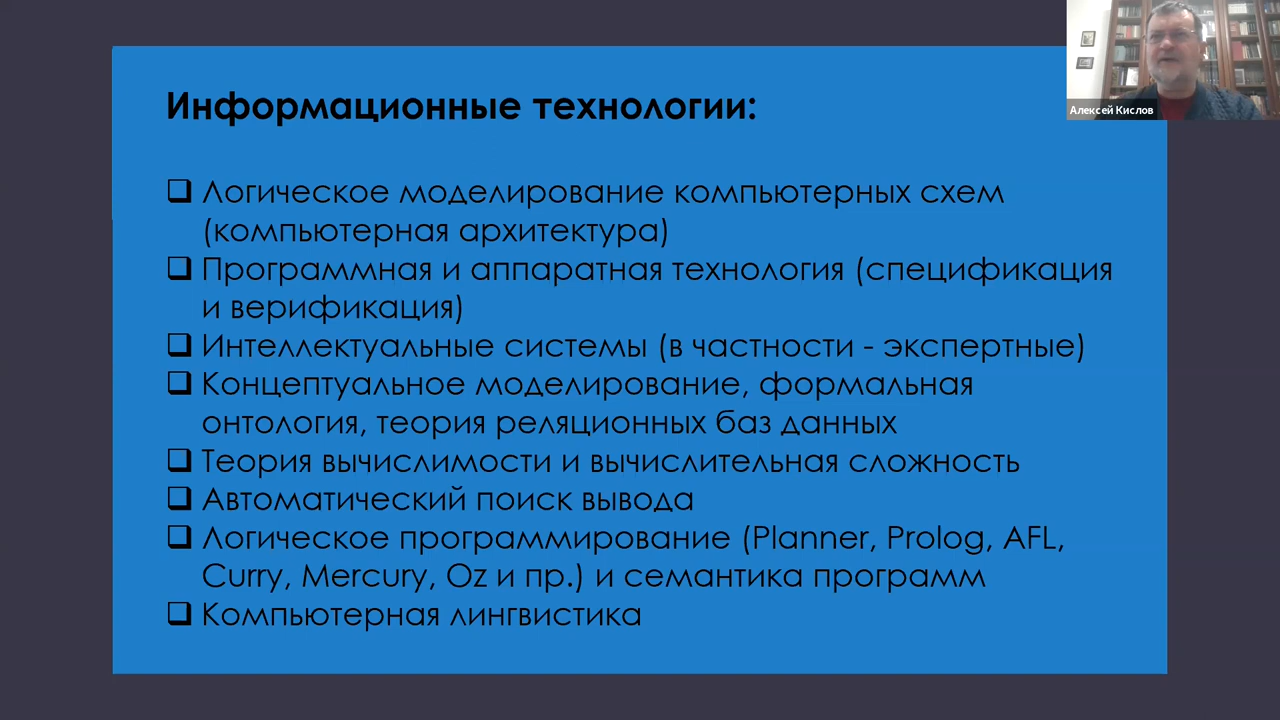 Информационные технологии:
Логическое моделирование компьютерных схем
(компьютерная архитектура)
Программная и аппаратная технология (спецификация
и верификация)
Интеллектуальные системы (в частности - экспертные)
Концептуальное моделирование, формальная
онтология, теория реляционных баз данных
Теория вычислимости и вычислительная сложность
Автоматический поиск вывода
Логическое программирование (Planner, Prolog, AFL,
Curry, Mercury, Oz и пр.) и семантика программ
Компьютерная лингвистика
Алексей Кислов